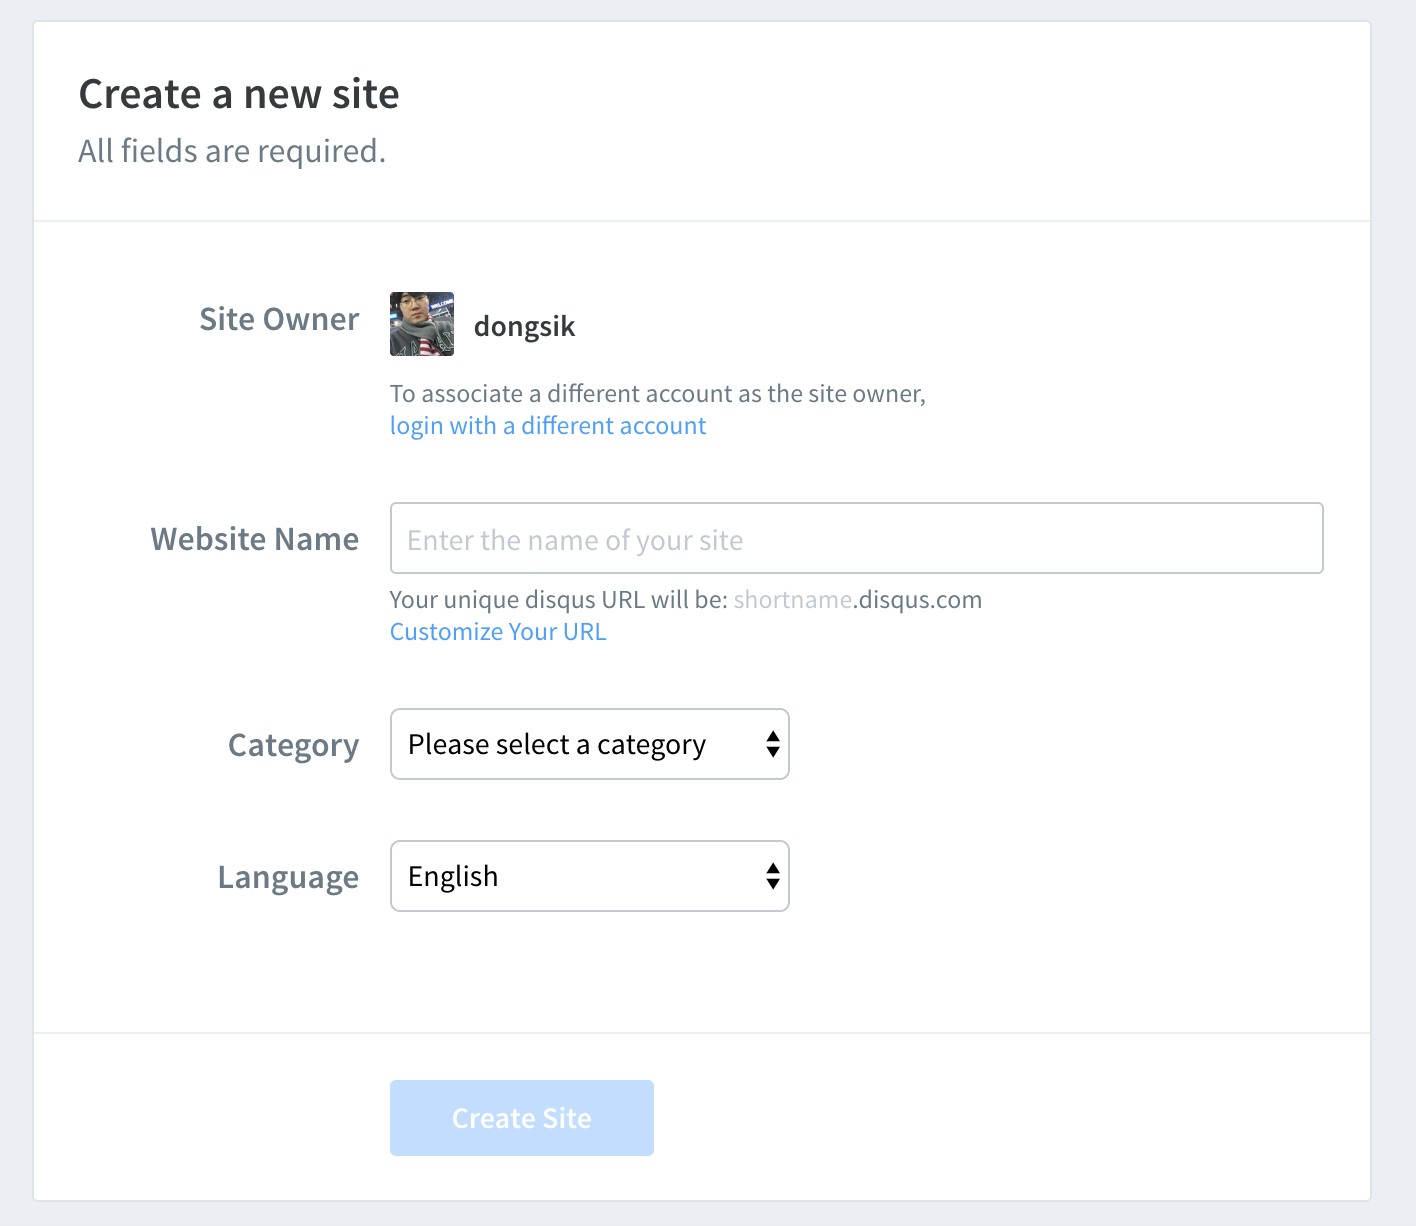 Create a new site
All fields are required.
Site Owner
dongsik
To associate a different account as the site owner,
login with a different account
Website Name
Enter the name of your site
Your unique disqus URL will be: shortname.disqus.com
Customize Your URL
Category
Please select a category
Language
English
Create Site